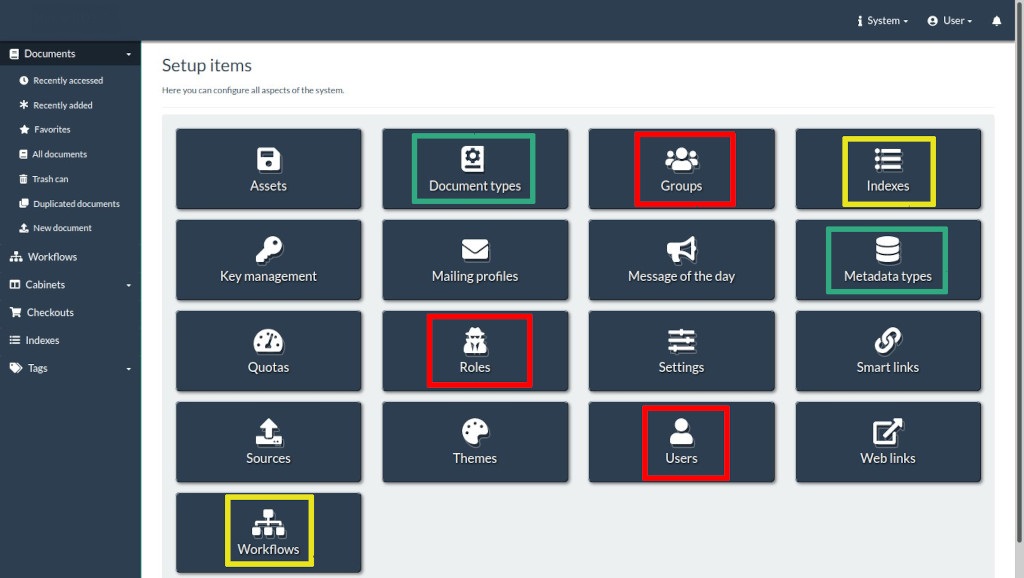 System
User
Documents
Recently accessed
Recently added
Favorites
All documents
Trash can
Duplicated documents
New document
Workflows
Cabinets
Checkouts
Indexes
Tags
Setup items
Here you can configure all aspects of the system.
Assets
Document types
Groups
Indexes
Key management
Mailing profiles
Message of the day
Metadata types
Quotas
Roles
Settings
Smart links
Sources
Themes
Users
Web links
Workflows